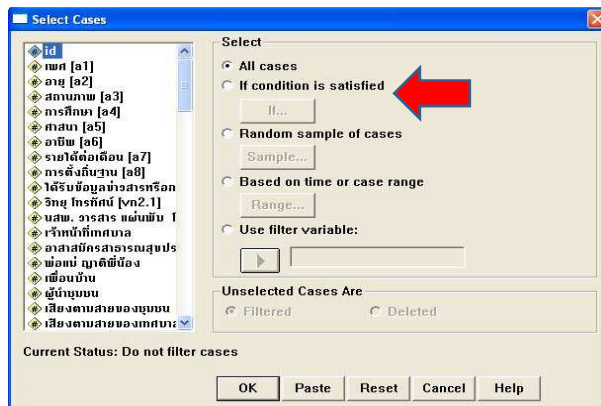 Select Cases
id
เพศ [a1]
อายุ [a2]
สถานภาพ [a3]
การศึกษา [a4]
ศาสนา [a5]
อาชีพ [a6]
รายได้ต่อเดือน [a7]
การตั้งถิ่นฐาน [a8]
ได้รับข้อมูลข่าวสารหรือก
วิทยุ โทรทัศน์ [vn2.1]
นสพ. วารสาร แผ่นพับ
เจ้าหน้าที่เทศบาล
อาสาสมัครสาธารณสุขประ
พ่อแม่ ญาติพี่น้อง
เพื่อนบ้าน
ผู้นำชุมชน
เสียงตามสายของชุมชน
เสียงตามสายของเทศบาล
Select
All cases
If condition is satisfied
If...
Random sample of cases
Sample...
Based on time or case range
Range...
Use filter variable:
Unselected Cases Are
Filtered
Deleted
Current Status: Do not filter cases
OK
Paste
Reset
Cancel
Help